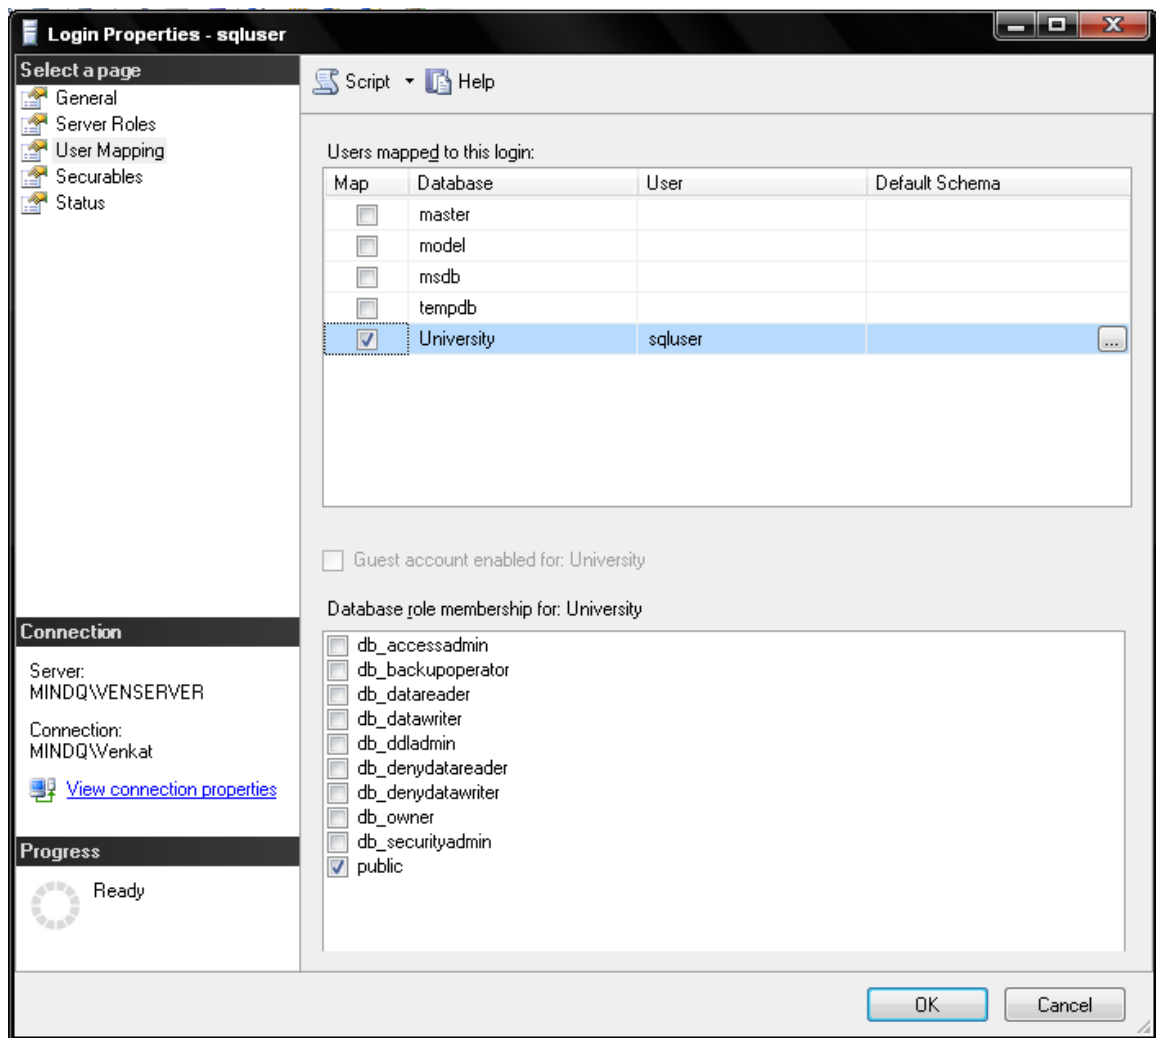 Login Properties - sqluser
Select a page
General
Server Roles
User Mapping
Securables
Status
Script
Help
Users mapped to this login:
Map Database User Default Schema
master
model
msdb
tempdb
University sqluser ...
Guest account enabled for: University
Database role membership for: University
db_accessadmin
db_backupoperator
db_datareader
db_datawriter
db_ddladmin
db_denydatareader
db_denydatawriter
db_owner
db_securityadmin
public
Connection
Server:
MINDQ\VENSERVER
Connection:
MINDQ\Venkat
View connection properties
Progress
Ready
OK Cancel